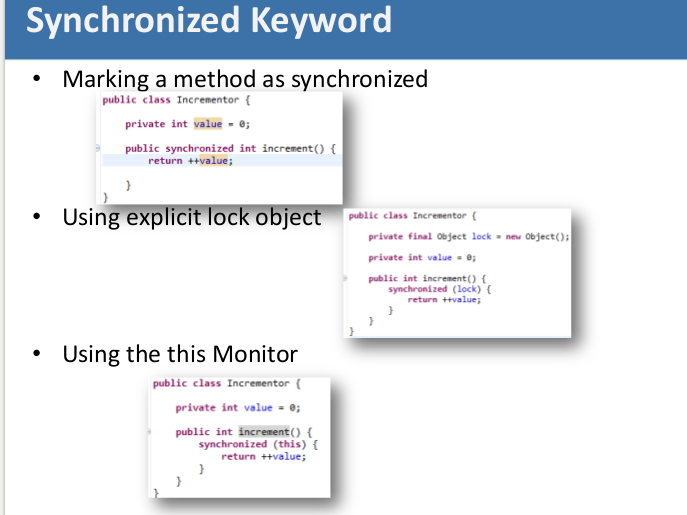 Synchronized Keyword
• Marking a method as synchronized
public class Incrementor {
private int value = 0;
public synchronized int increment() {
return ++value;
}
}
• Using explicit lock object
public class Incrementor {
private final Object lock = new Object();
private int value = 0;
public int increment() {
synchronized (lock) {
return ++value;
}
}
}
• Using the this Monitor
public class Incrementor {
private int value = 0;
public int increment() {
synchronized (this) {
return ++value;
}
}
}